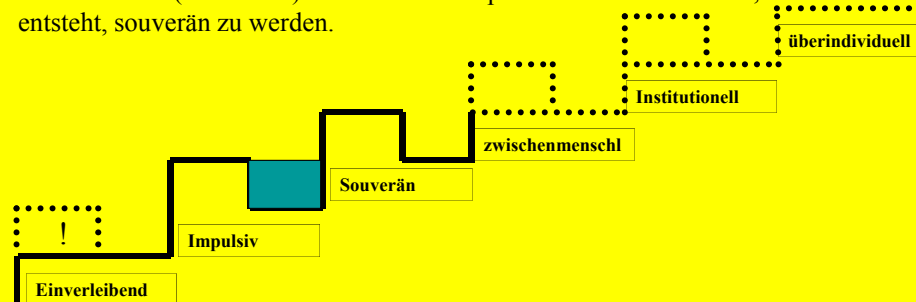 entsteht, souverän zu werden.
überindividuell
Institutionell
zwischenmenschl
Souverän
!
Impulsiv
Einverleibend